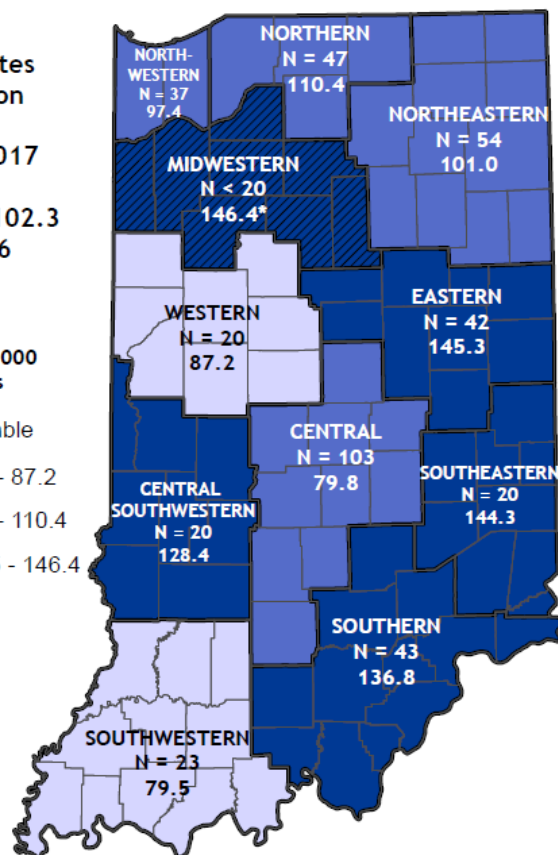 NORTHERN
N = 47
110.4
NORTH-
WESTERN
N = 37
97.4
NORTHEASTERN
N = 54
101.0
MIDWESTERN
N < 20
146.4*
EASTERN
N = 42
145.3
WESTERN
N = 20
87.2
CENTRAL
N = 103
79.8
SOUTHEASTERN
N = 20
144.3
CENTRAL
SOUTHWESTERN
N = 20
128.4
SOUTHERN
N = 43
136.8
SOUTHWESTERN
N = 23
79.5
tes
on
017
102.3
6
000
s
ble
- 87.2
- 110.4
- 146.4